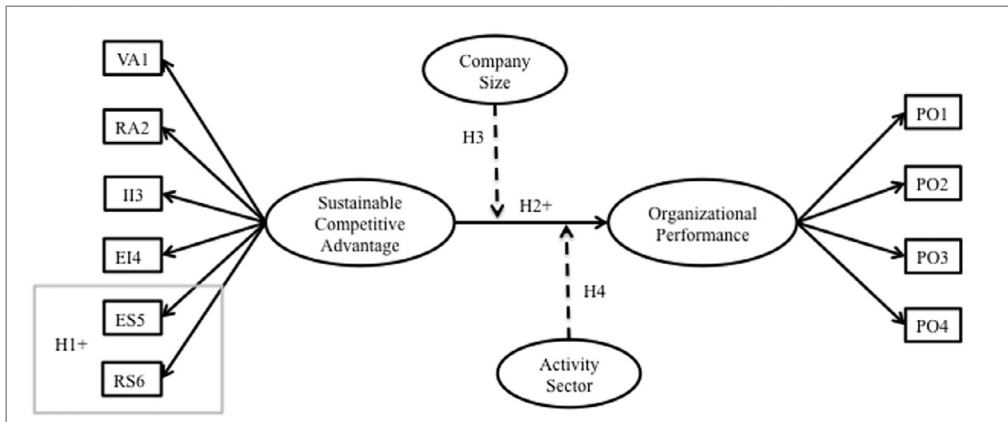 VA1
RA2
II3
EI4
ES5
RS6
H1+
Sustainable
Competitive
Advantage
Company
Size
H3
H2+
H4
Activity
Sector
Organizational
Performance
PO1
PO2
PO3
PO4